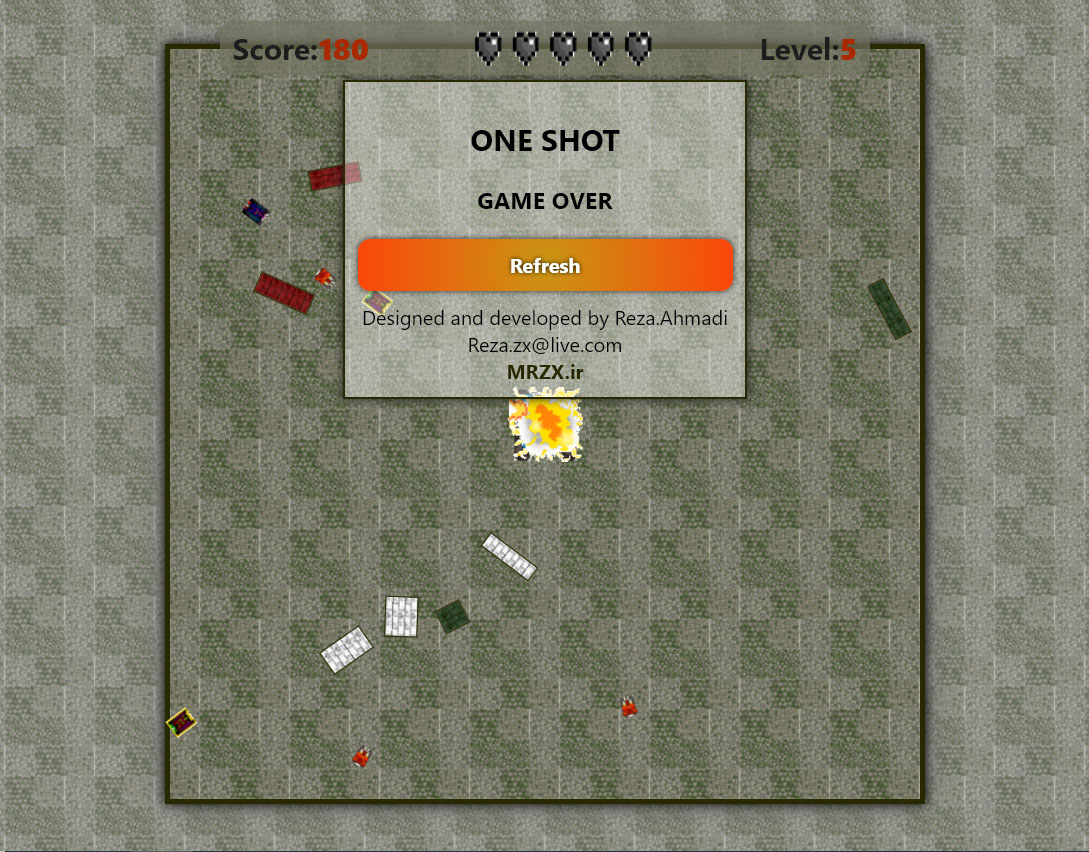 Score:180 Level:5
ONE SHOT
GAME OVER
Refresh
Designed and developed by Reza.Ahmadi
Reza.zx@live.com
MRZX.ir